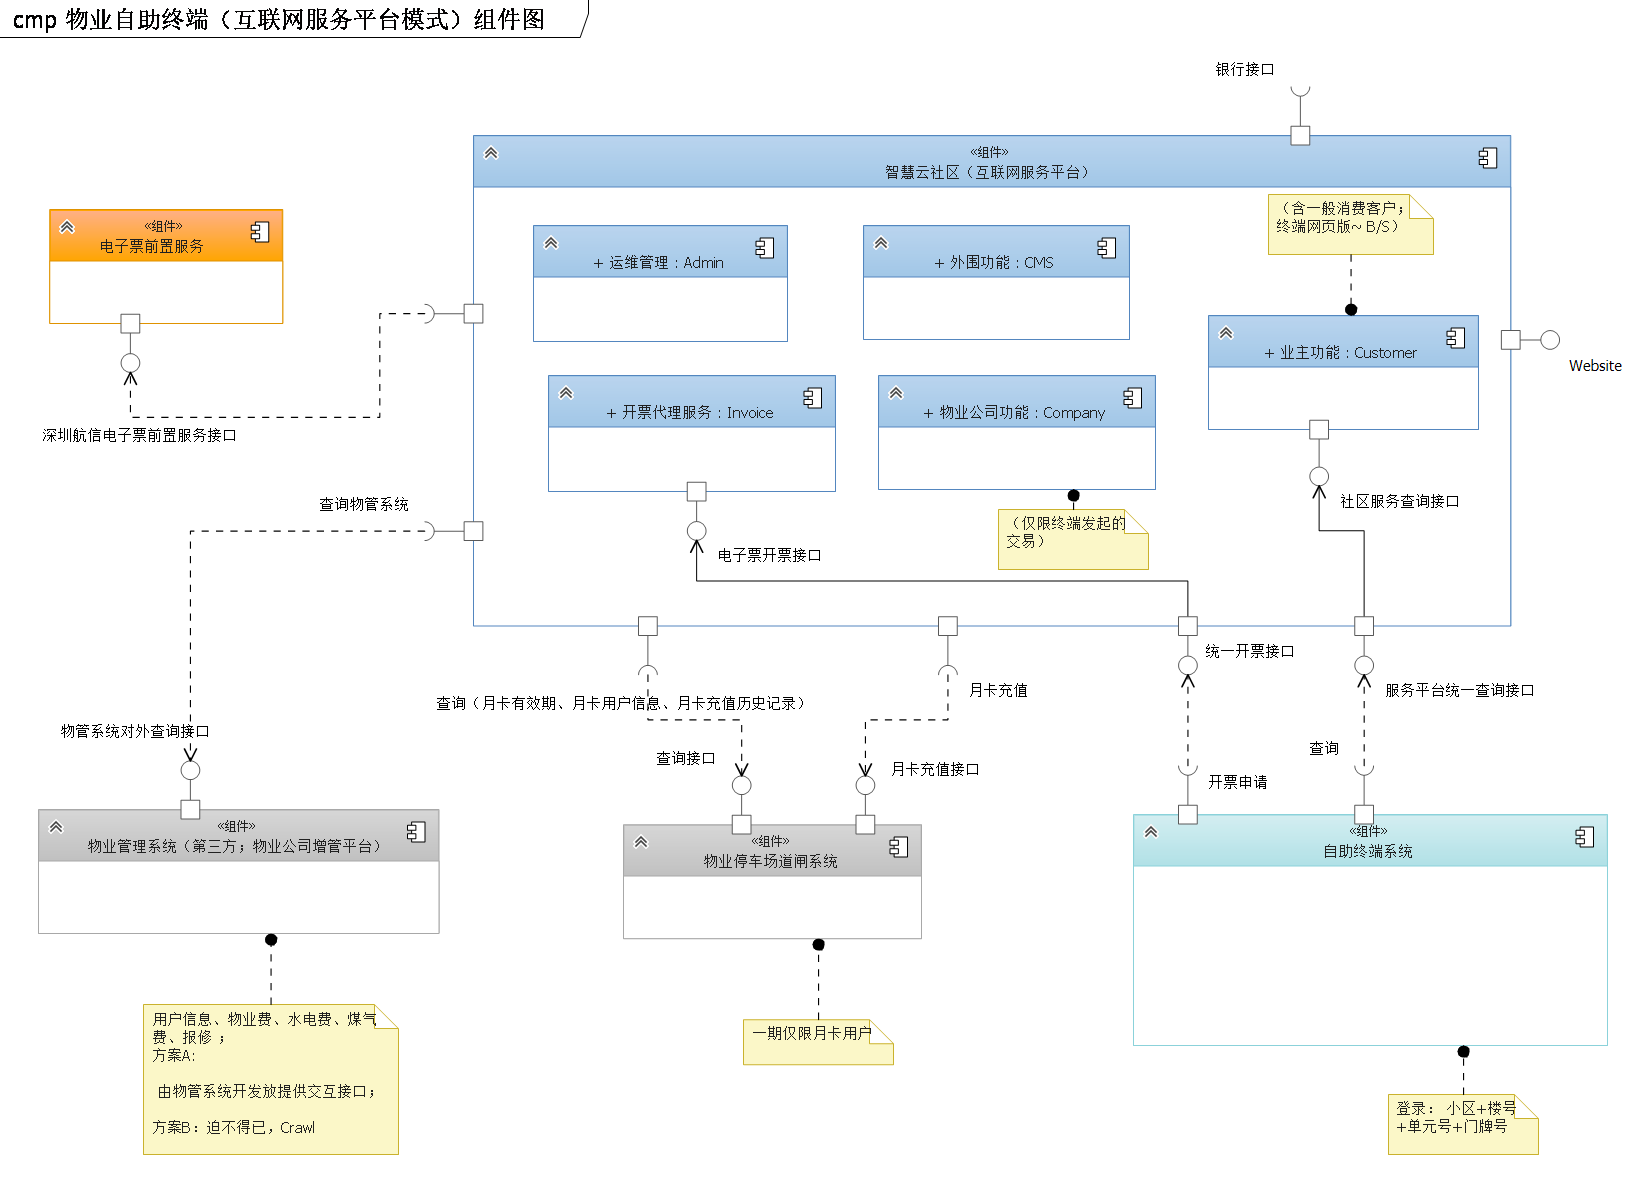 cmp 物业自助终端（互联网服务平台模式）组件图
银行接口
«组件»
智慧云社区（互联网服务平台）
（含一般消费客户；
终端网页版~ B/S）
«组件»
电子票前置服务
+ 运维管理：Admin
+ 外围功能：CMS
+ 业主功能：Customer
Website
+ 开票代理服务：Invoice
+ 物业公司功能：Company
深圳航信电子票前置服务接口
查询物管系统
社区服务查询接口
（仅限终端发起的
交易）
电子票开票接口
统一开票接口
月卡充值
服务平台统一查询接口
查询（月卡有效期、月卡用户信息、月卡充值历史记录）
物管系统对外查询接口
查询接口
月卡充值接口
查询
开票申请
«组件»
物业管理系统（第三方；物业公司增管平台）
«组件»
物业停车场道闸系统
«组件»
自助终端系统
用户信息、物业费、水电费、煤气
费、报修 ；
方案A:
由物管系统开发放提供交互接口；
方案B：迫不得已，Crawl
一期仅限月卡用户
登录： 小区+楼号
+单元号+门牌号